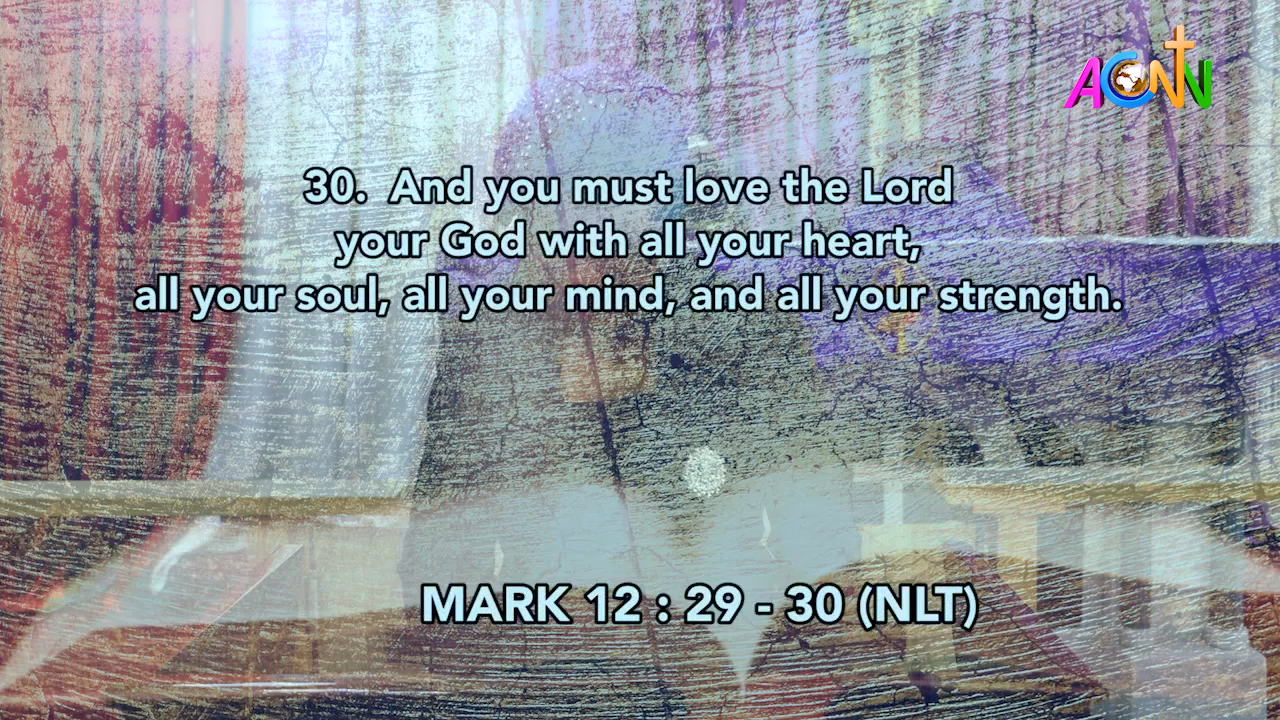 ACNN
30. And you must love the Lord
your God with all your heart,
all your soul, all your mind, and all your strength.
MARK 12 : 29 - 30 (NLT)